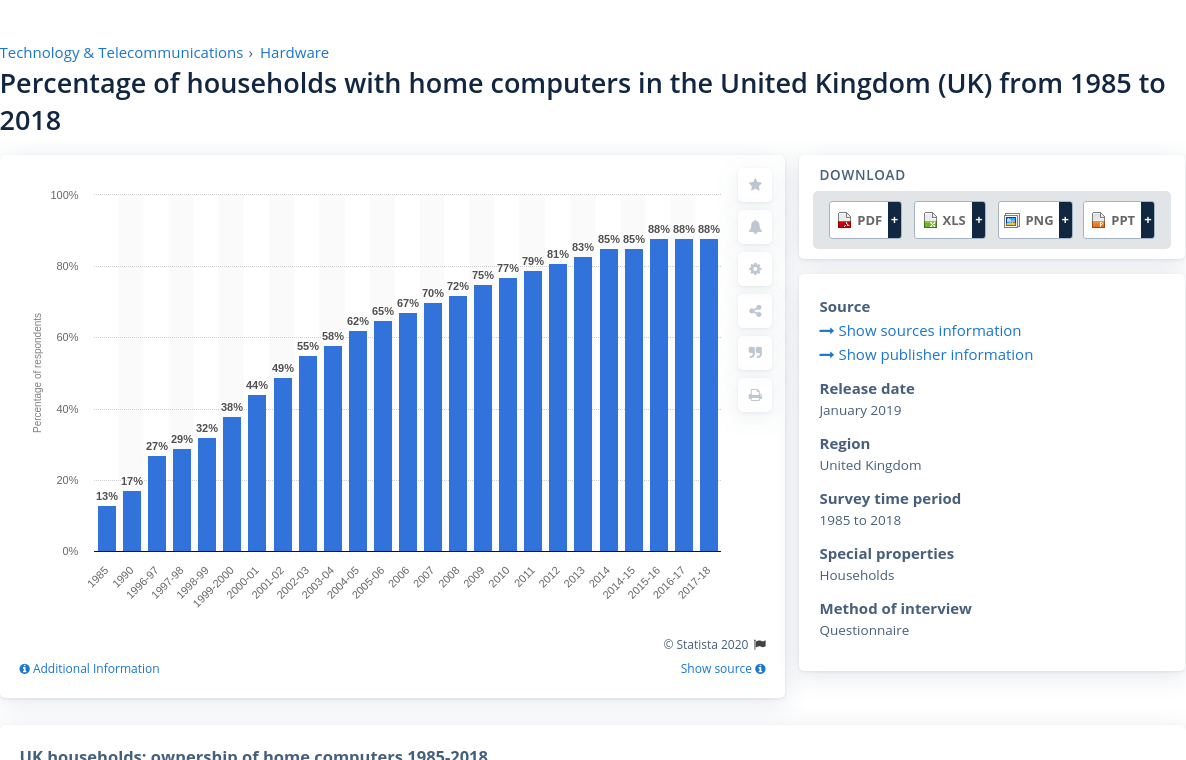 Technology & Telecommunications › Hardware
Percentage of households with home computers in the United Kingdom (UK) from 1985 to
2018
100%
80%
60%
40%
20%
0%
Percentage of respondents
13%
17%
27%
29%
32%
38%
44%
49%
55%
58%
62%
65%
67%
70%
72%
75%
77%
79%
81%
83%
85%
85%
88%
88%
88%
1985
1990
1996-97
1997-98
1998-99
1999-2000
2000-01
2001-02
2002-03
2003-04
2004-05
2005-06
2006
2007
2008
2009
2010
2011
2012
2013
2014
2014-15
2015-16
2016-17
2017-18
© Statista 2020
Additional Information
Show source
DOWNLOAD
PDF +
XLS +
PNG +
PPT +
Source
Show sources information
Show publisher information
Release date
January 2019
Region
United Kingdom
Survey time period
1985 to 2018
Special properties
Households
Method of interview
Questionnaire
UK households: ownership of home computers 1985-2018